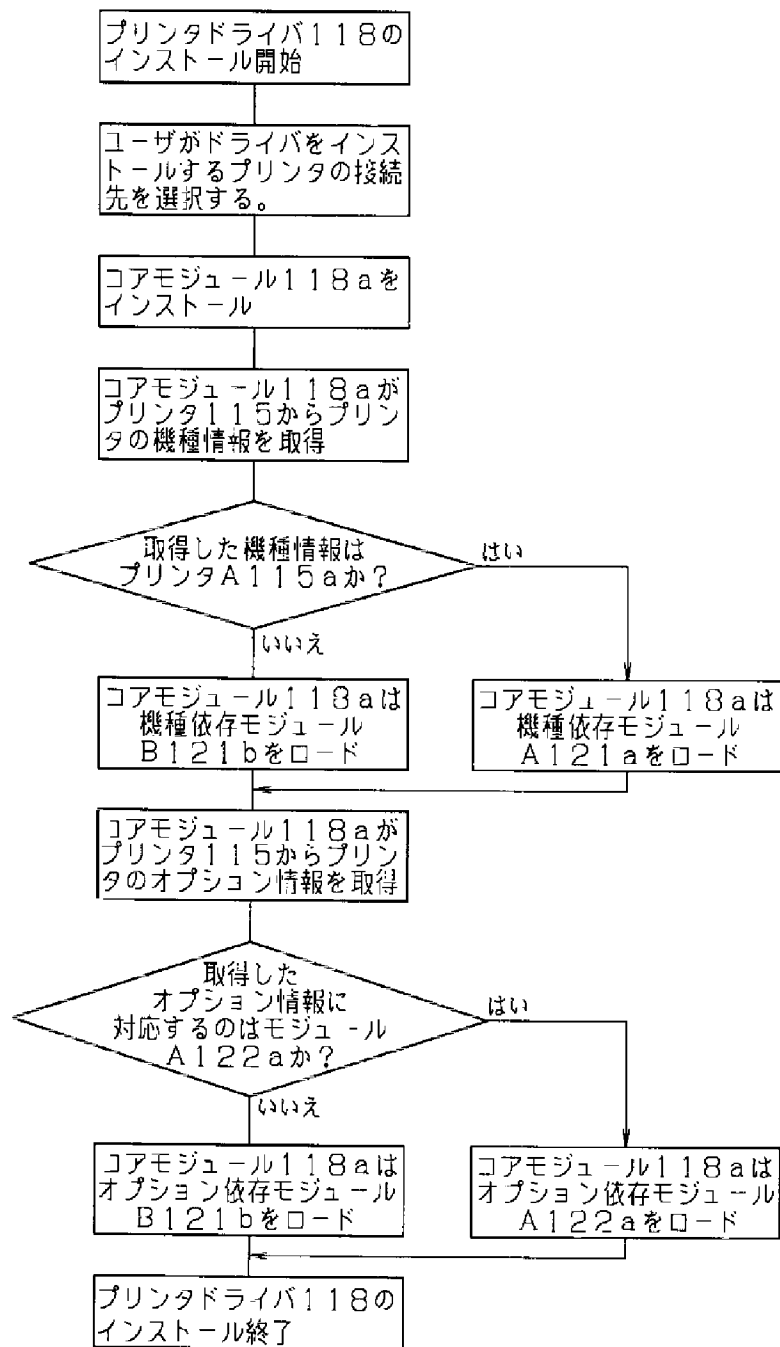 プリンタドライバ118の
インストール開始
ユーザがドライバをインス
トールするプリンタの接続
先を選択する。
コアモジュール118aを
インストール
コアモジュール118aが
プリンタ115からプリン
タの機種情報を取得
取得した機種情報は
プリンタA115aか?
はい
いいえ
コアモジュール118aは
機種依存モジュール
B121bをロード
コアモジュール118aは
機種依存モジュール
A121aをロード
コアモジュール118aが
プリンタ115からプリン
タのオプション情報を取得
取得した
オプション情報に
対応するのはモジュール
A122aか?
はい
いいえ
コアモジュール118aは
オプション依存モジュール
B121bをロード
コアモジュール118aは
オプション依存モジュール
A122aをロード
プリンタドライバ118の
インストール終了